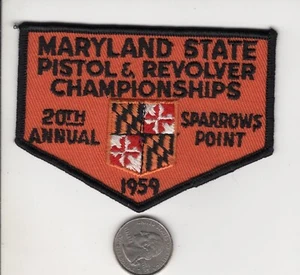 MARYLAND STATE
PISTOL & REVOLVER
CHAMPIONSHIPS
20TH ANNUAL
SPARROWS POINT
1959